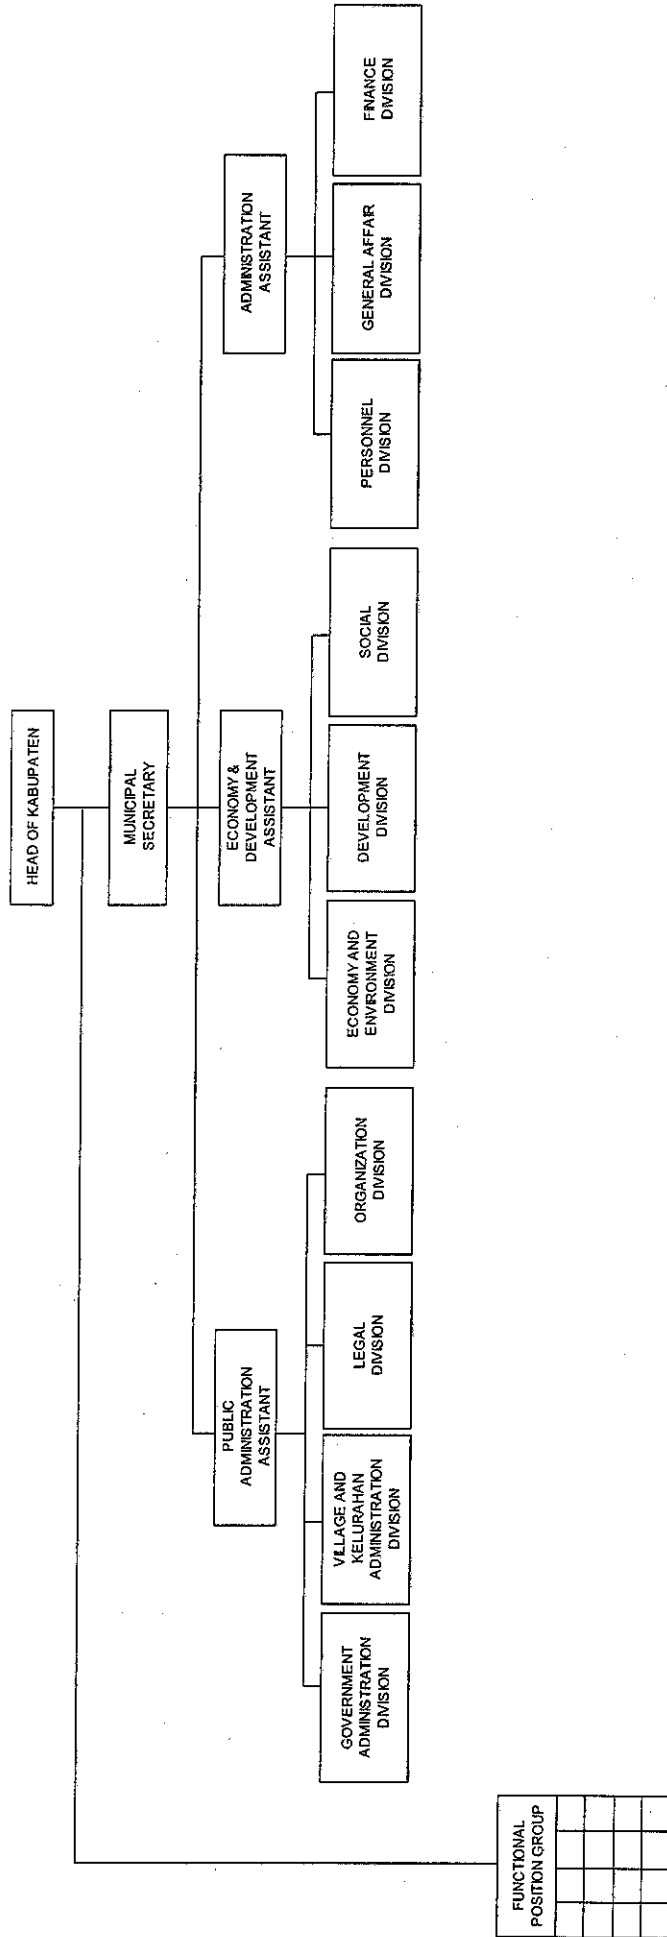 HEAD OF KABUPATEN
MUNICIPAL
SECRETARY
PUBLIC
ADMINISTRATION
ASSISTANT
ECONOMY &
DEVELOPMENT
ASSISTANT
ADMINISTRATION
ASSISTANT
GOVERNMENT
ADMINISTRATION
DIVISION
VILLAGE AND
KELURAHAN
ADMINISTRATION
DIVISION
LEGAL
DIVISION
ORGANIZATION
DIVISION
ECONOMY AND
ENVIRONMENT
DIVISION
DEVELOPMENT
DIVISION
SOCIAL
DIVISION
PERSONNEL
DIVISION
GENERAL AFFAIR
DIVISION
FINANCE
DIVISION
FUNCTIONAL
POSITION GROUP